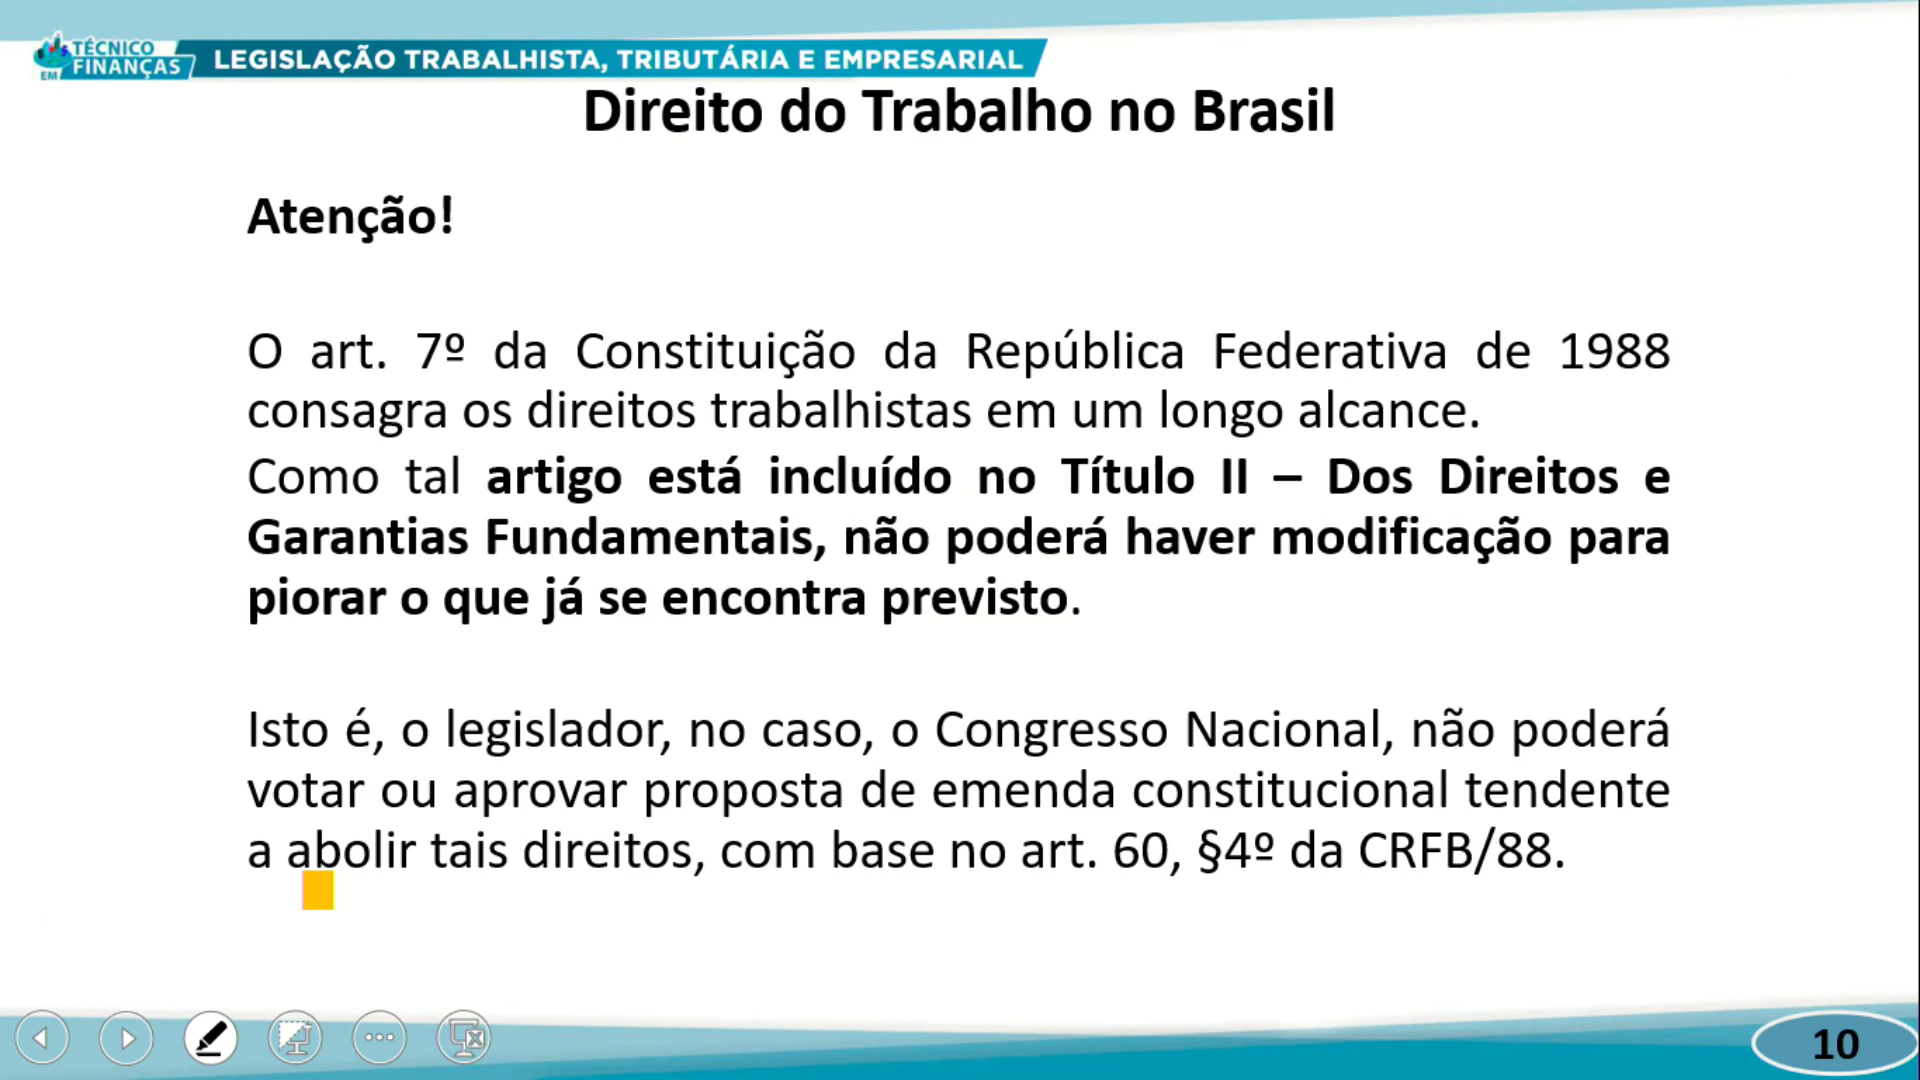 TÉCNICO
EM FINANÇAS
LEGISLAÇÃO TRABALHISTA, TRIBUTÁRIA E EMPRESARIAL
Direito do Trabalho no Brasil
Atenção!
O art. 7º da Constituição da República Federativa de 1988
consagra os direitos trabalhistas em um longo alcance.
Como tal artigo está incluído no Título II – Dos Direitos e
Garantias Fundamentais, não poderá haver modificação para
piorar o que já se encontra previsto.
Isto é, o legislador, no caso, o Congresso Nacional, não poderá
votar ou aprovar proposta de emenda constitucional tendente
a abolir tais direitos, com base no art. 60, §4º da CRFB/88.
10